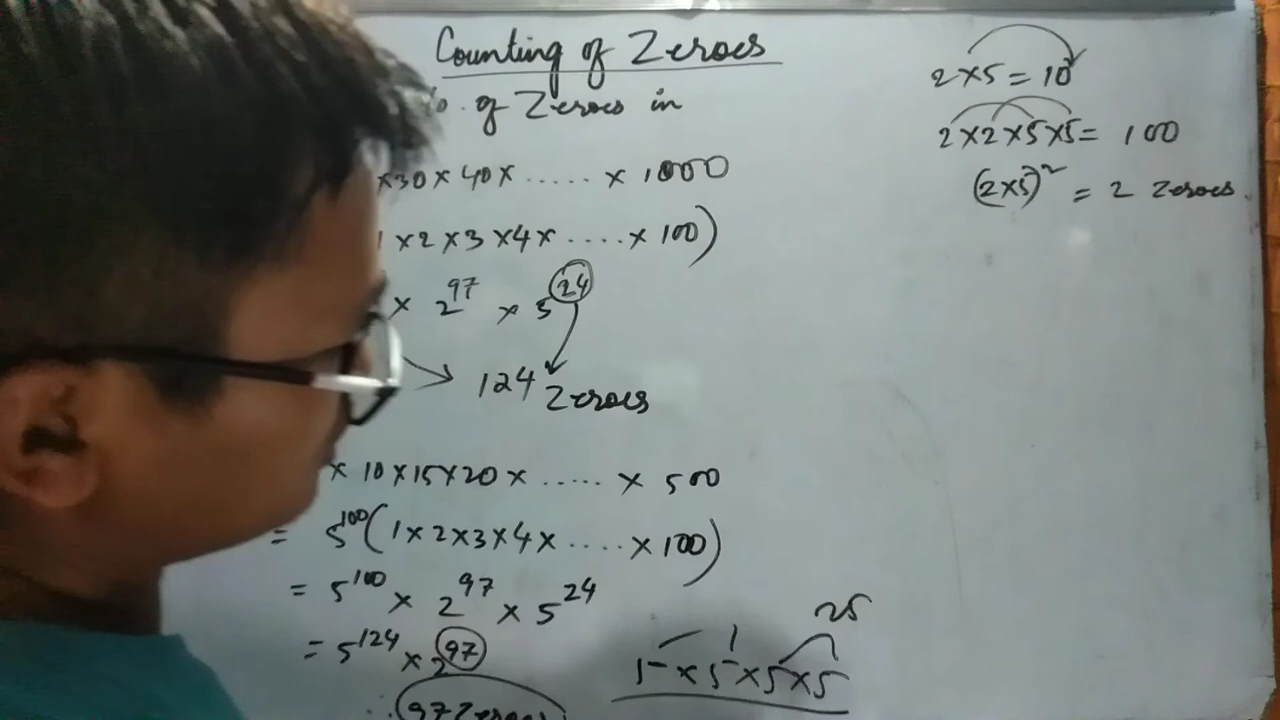 Counting of Zeroes
o. of Zeroes in
×30×40×.....×1000
1×2×3×4×....×100)
× 2^97 × 5^24
124 Zeroes
×10×15×20×.....×500
= 5^100(1×2×3×4×....×100)
= 5^100 × 2^97 × 5^24
= 5^124 × 2^97
∴ 97 Zeroes
2×5=10
2×2×5×5=100
(2×5)^2 = 2 Zeroes.
25
5×5×5×5